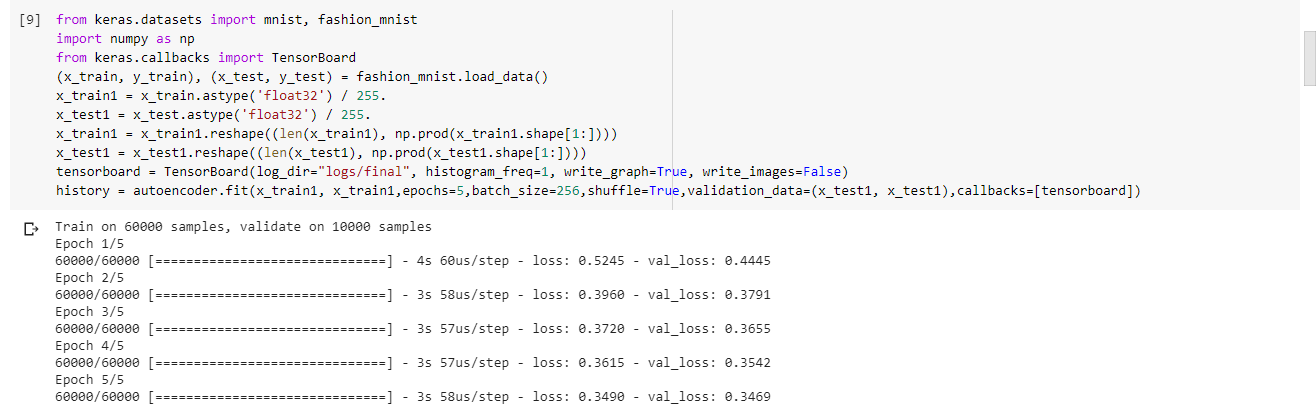 [9] from keras.datasets import mnist, fashion_mnist
import numpy as np
from keras.callbacks import TensorBoard
(x_train, y_train), (x_test, y_test) = fashion_mnist.load_data()
x_train1 = x_train.astype('float32') / 255.
x_test1 = x_test.astype('float32') / 255.
x_train1 = x_train1.reshape((len(x_train1), np.prod(x_train1.shape[1:])))
x_test1 = x_test1.reshape((len(x_test1), np.prod(x_test1.shape[1:])))
tensorboard = TensorBoard(log_dir="logs/final", histogram_freq=1, write_graph=True, write_images=False)
history = autoencoder.fit(x_train1, x_train1,epochs=5,batch_size=256,shuffle=True,validation_data=(x_test1, x_test1),callbacks=[tensorboard])
Train on 60000 samples, validate on 10000 samples
Epoch 1/5
60000/60000 [==============================] - 4s 60us/step - loss: 0.5245 - val_loss: 0.4445
Epoch 2/5
60000/60000 [==============================] - 3s 58us/step - loss: 0.3960 - val_loss: 0.3791
Epoch 3/5
60000/60000 [==============================] - 3s 57us/step - loss: 0.3720 - val_loss: 0.3655
Epoch 4/5
60000/60000 [==============================] - 3s 57us/step - loss: 0.3615 - val_loss: 0.3542
Epoch 5/5
60000/60000 [==============================] - 3s 58us/step - loss: 0.3490 - val_loss: 0.3469